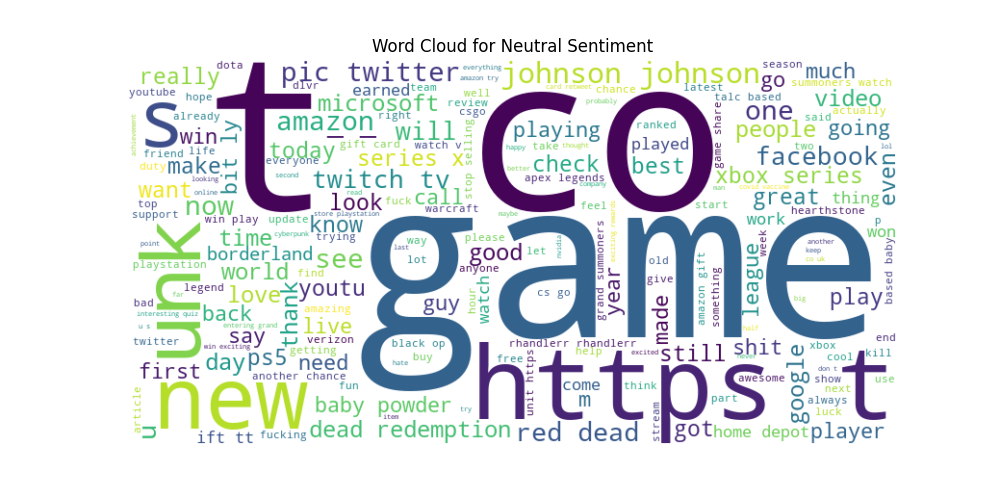 Word Cloud for Neutral Sentiment
t co
game
https t
new
unk
s
johnson johnson
pic twitter
really
dota
youtube
hope
already
win
friend
life
make
duty
looking
want
online
top
support
now
win play
update
time
cyberpunk
borderland
world
find
point
playstation
legend
love
bad
interesting quiz
u s
back
twitter
entering grand
win exciting
say
first
day
ps5
another chance
article
u
ift tt
fucking
achievement
bit ly
dlvr
earned
team
microsoft
amazon
right
today
gift card
will
everyone
series x
watch v
second
twitch tv
read
look
fuck
call
store playstation
warcraft
know
trying
see
way
lot
last
please
good
anyone
youtu
thank
amazing
live
verizon
getting
need
fun
baby powder
try
item
dead redemption
red dead
guy
watch
hour
black op
buy
hate
everything
amazon try
well
review
csgo
stop selling
card retweet
chance
probably
playing
happy
take
thought
check
better
apex legends
company
maybe
feel
let
nvidia
cs go
grand summoners
exciting rewards
year
rhandlerr rhandlerr
free
help
excited
unit https
come
m
think
stream
ranked
played
best
latest
game share
talc based
go
season
summoners watch
much
one
said
actually
video
people
two
going
lol
facebook
even
xbox series
man
covid vaccine
great
thing
start
work
hearthstone
p
won
old
give
made
amazon gift
something
league
week
another
keep
co uk
based baby
play
big
half
end
still
shit
xbox
cool
kill
never
don t
awesome
google
show
next
use
part
always
luck
got
home depot
player
far